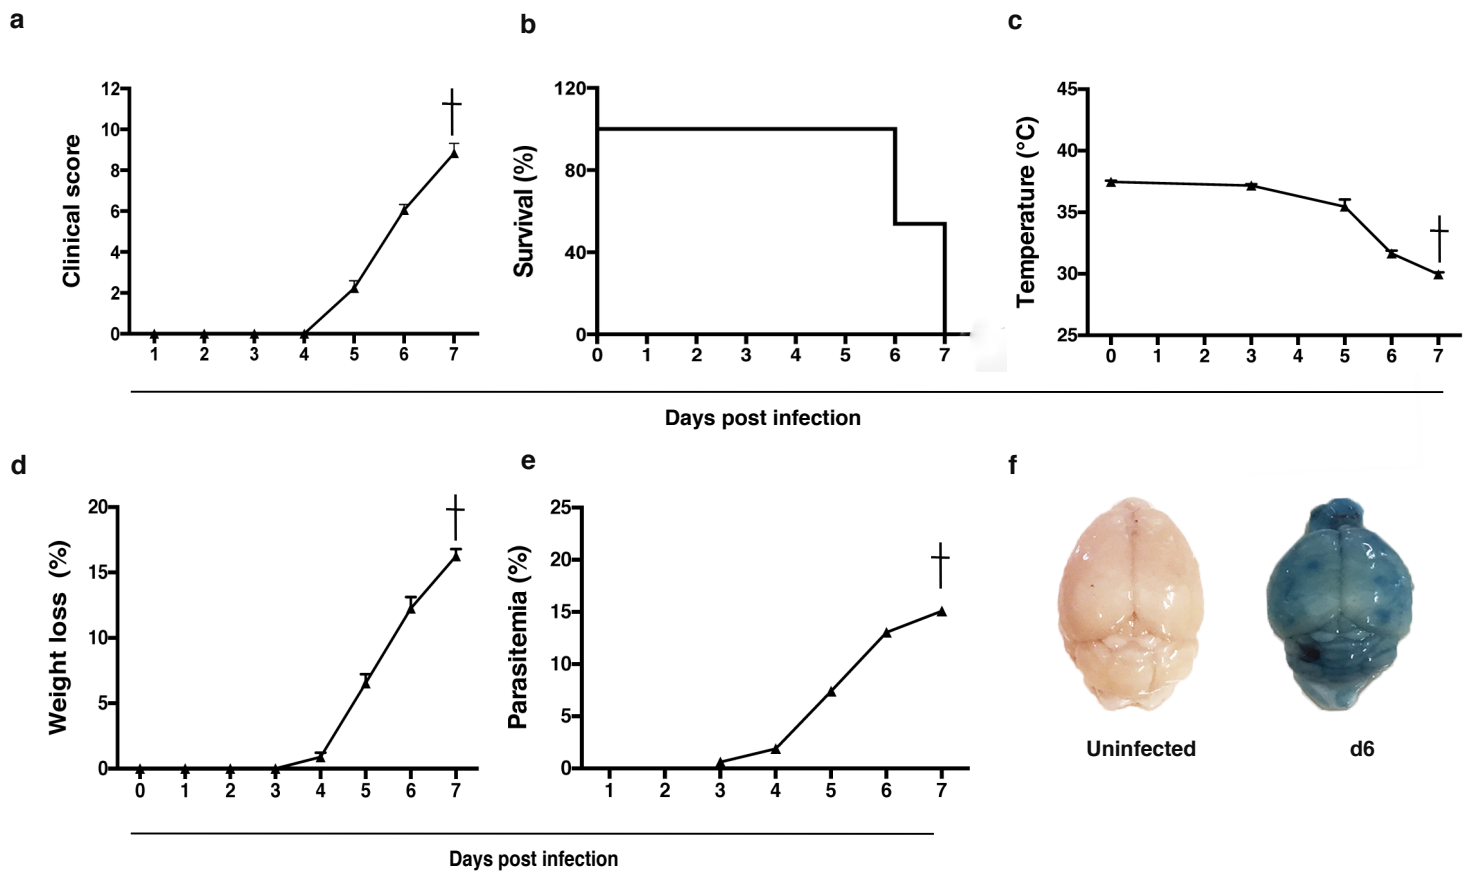 a
b
c
12
10
8
6
4
2
0
Clinical score
1 2 3 4 5 6 7
120
80
40
0
Survival (%)
0 1 2 3 4 5 6 7
45
40
35
30
25
Temperature (°C)
0 1 2 3 4 5 6 7
Days post infection
d
e
f
20
15
10
5
0
Weight loss (%)
0 1 2 3 4 5 6 7
25
20
15
10
5
0
Parasitemia (%)
1 2 3 4 5 6 7
Uninfected
d6
Days post infection